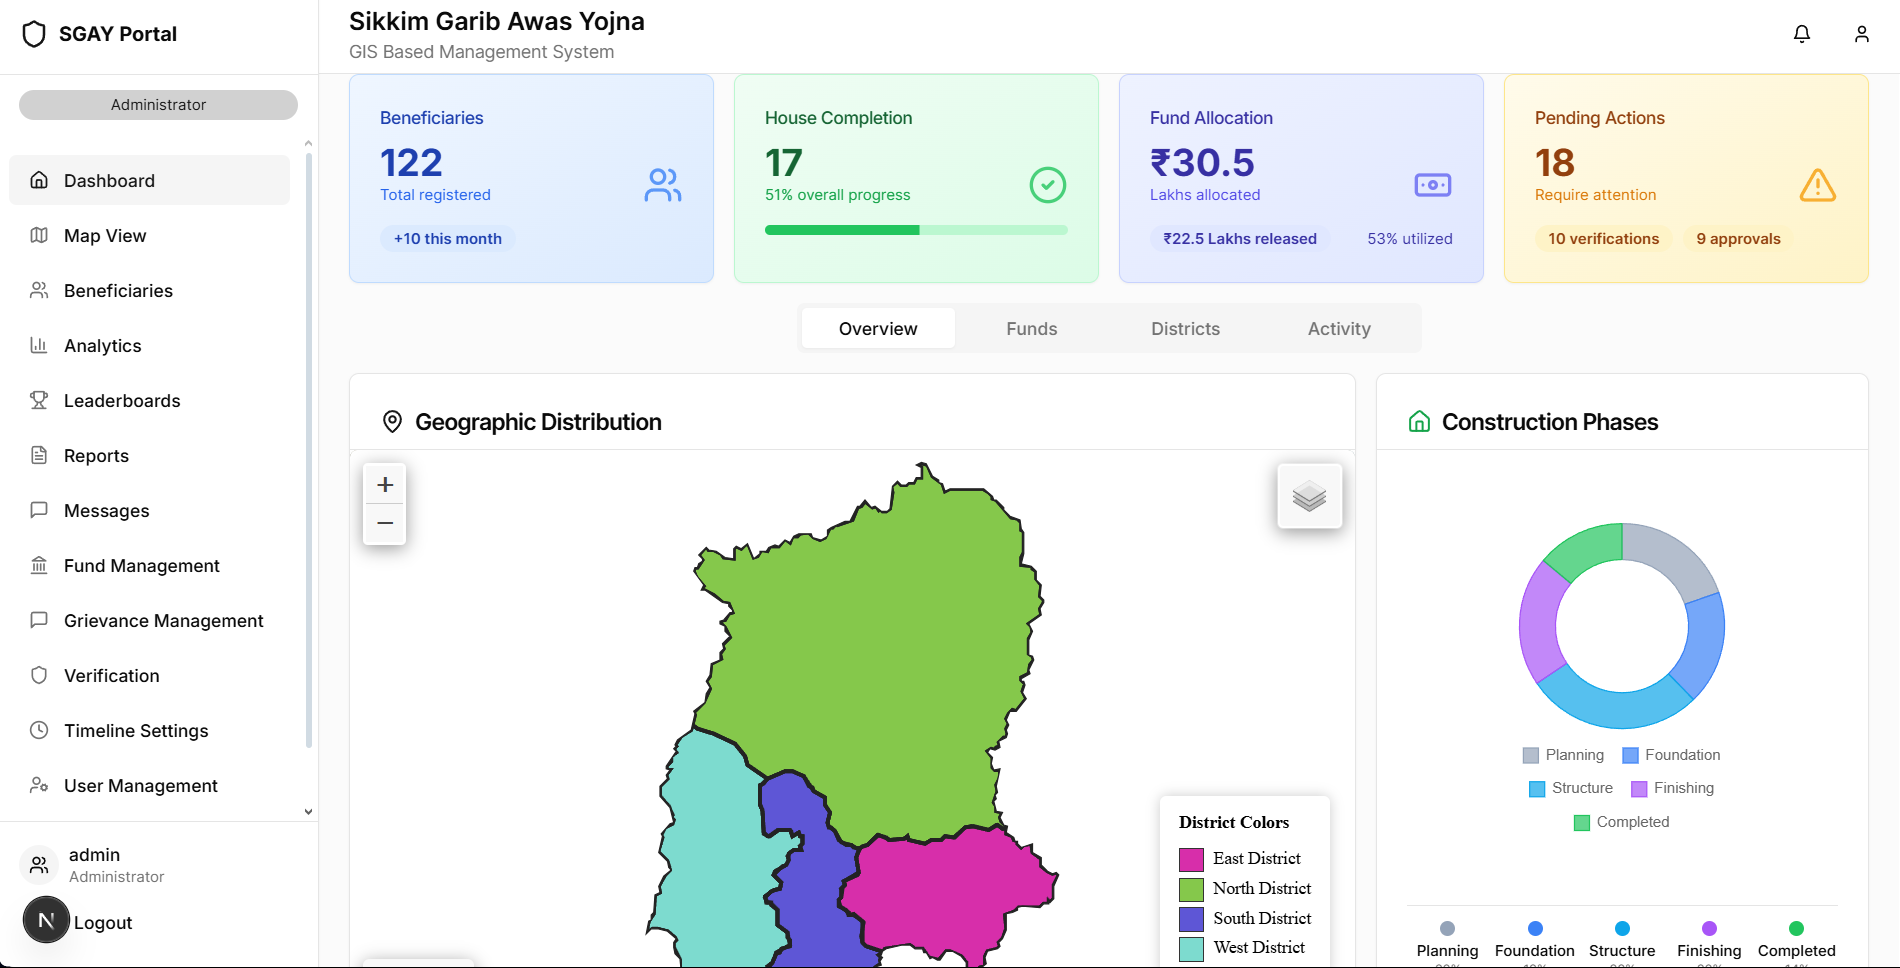 SGAY Portal
Administrator
Dashboard
Map View
Beneficiaries
Analytics
Leaderboards
Reports
Messages
Fund Management
Grievance Management
Verification
Timeline Settings
User Management
admin
Administrator
N
Logout
Sikkim Garib Awas Yojna
GIS Based Management System
Beneficiaries
122
Total registered
+10 this month
House Completion
17
51% overall progress
Fund Allocation
₹30.5
Lakhs allocated
₹22.5 Lakhs released 53% utilized
Pending Actions
18
Require attention
10 verifications 9 approvals
Overview Funds Districts Activity
Geographic Distribution
+
−
District Colors
East District
North District
South District
West District
Construction Phases
Planning Foundation
Structure Finishing
Completed
Planning Foundation Structure Finishing Completed